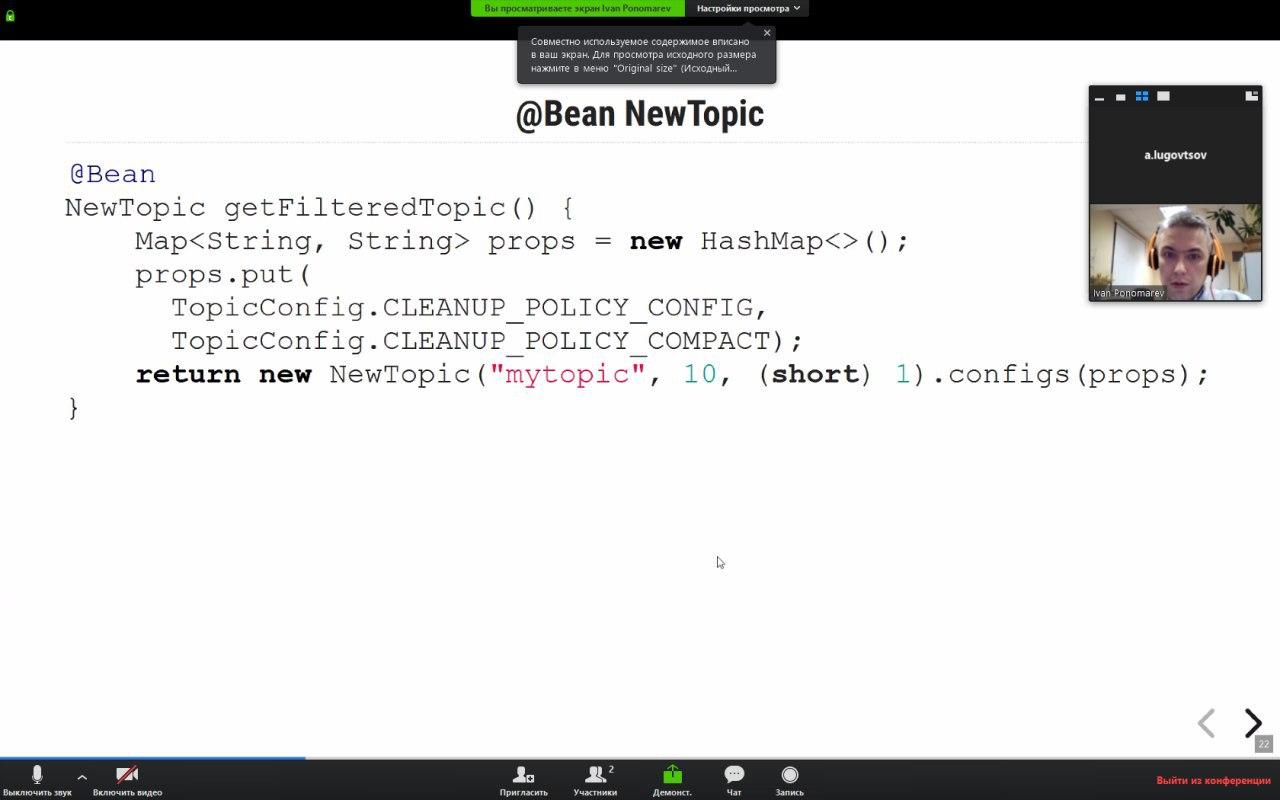 Вы просматриваете экран Ivan Ponomarev
Настройки просмотра
Совместно используемое содержимое вписано
в ваш экран. Для просмотра исходного размера
нажмите в меню "Original size" (Исходный...
@Bean NewTopic
a.lugovtsov
Ivan Ponomarev
@Bean
NewTopic getFilteredTopic() {
    Map<String, String> props = new HashMap<>();
    props.put(
      TopicConfig.CLEANUP_POLICY_CONFIG,
      TopicConfig.CLEANUP_POLICY_COMPACT);
    return new NewTopic("mytopic", 10, (short) 1).configs(props);
}
22
Выключить звук
Включить видео
Пригласить
2
Участники
Демонст.
Чат
Запись
Выйти из конференции